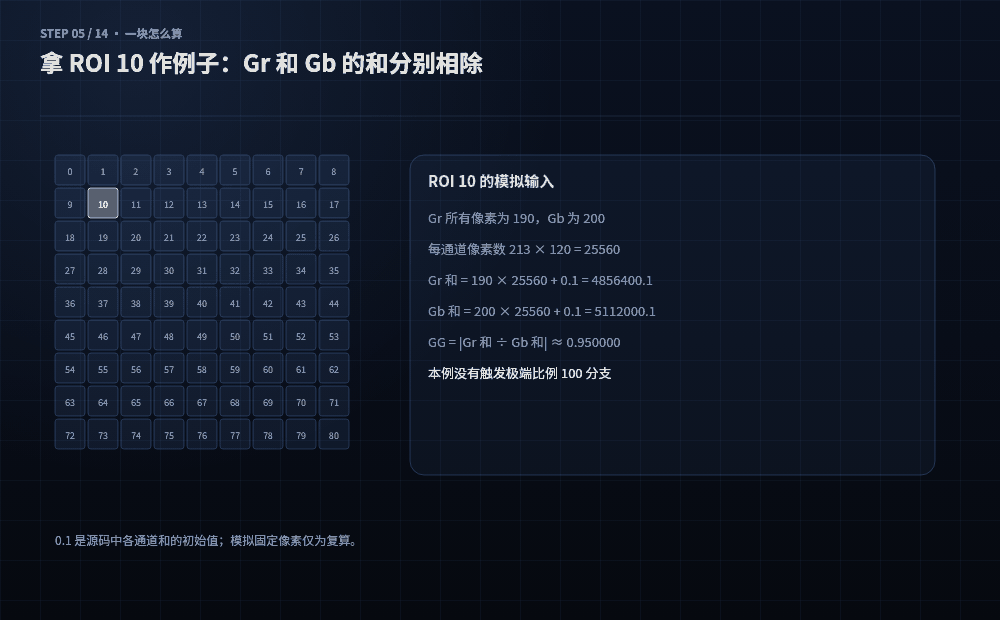 STEP 05 / 14 · 一块怎么算
拿 ROI 10 作例子：Gr 和 Gb 的和分别相除
0 1 2 3 4 5 6 7 8
9 10 11 12 13 14 15 16 17
18 19 20 21 22 23 24 25 26
27 28 29 30 31 32 33 34 35
36 37 38 39 40 41 42 43 44
45 46 47 48 49 50 51 52 53
54 55 56 57 58 59 60 61 62
63 64 65 66 67 68 69 70 71
72 73 74 75 76 77 78 79 80
ROI 10 的模拟输入
Gr 所有像素为 190，Gb 为 200
每通道像素数 213 × 120 = 25560
Gr 和 = 190 × 25560 + 0.1 = 4856400.1
Gb 和 = 200 × 25560 + 0.1 = 5112000.1
GG = |Gr 和 ÷ Gb 和| ≈ 0.950000
本例没有触发极端比例 100 分支
0.1 是源码中各通道和的初始值；模拟固定像素仅为复算。